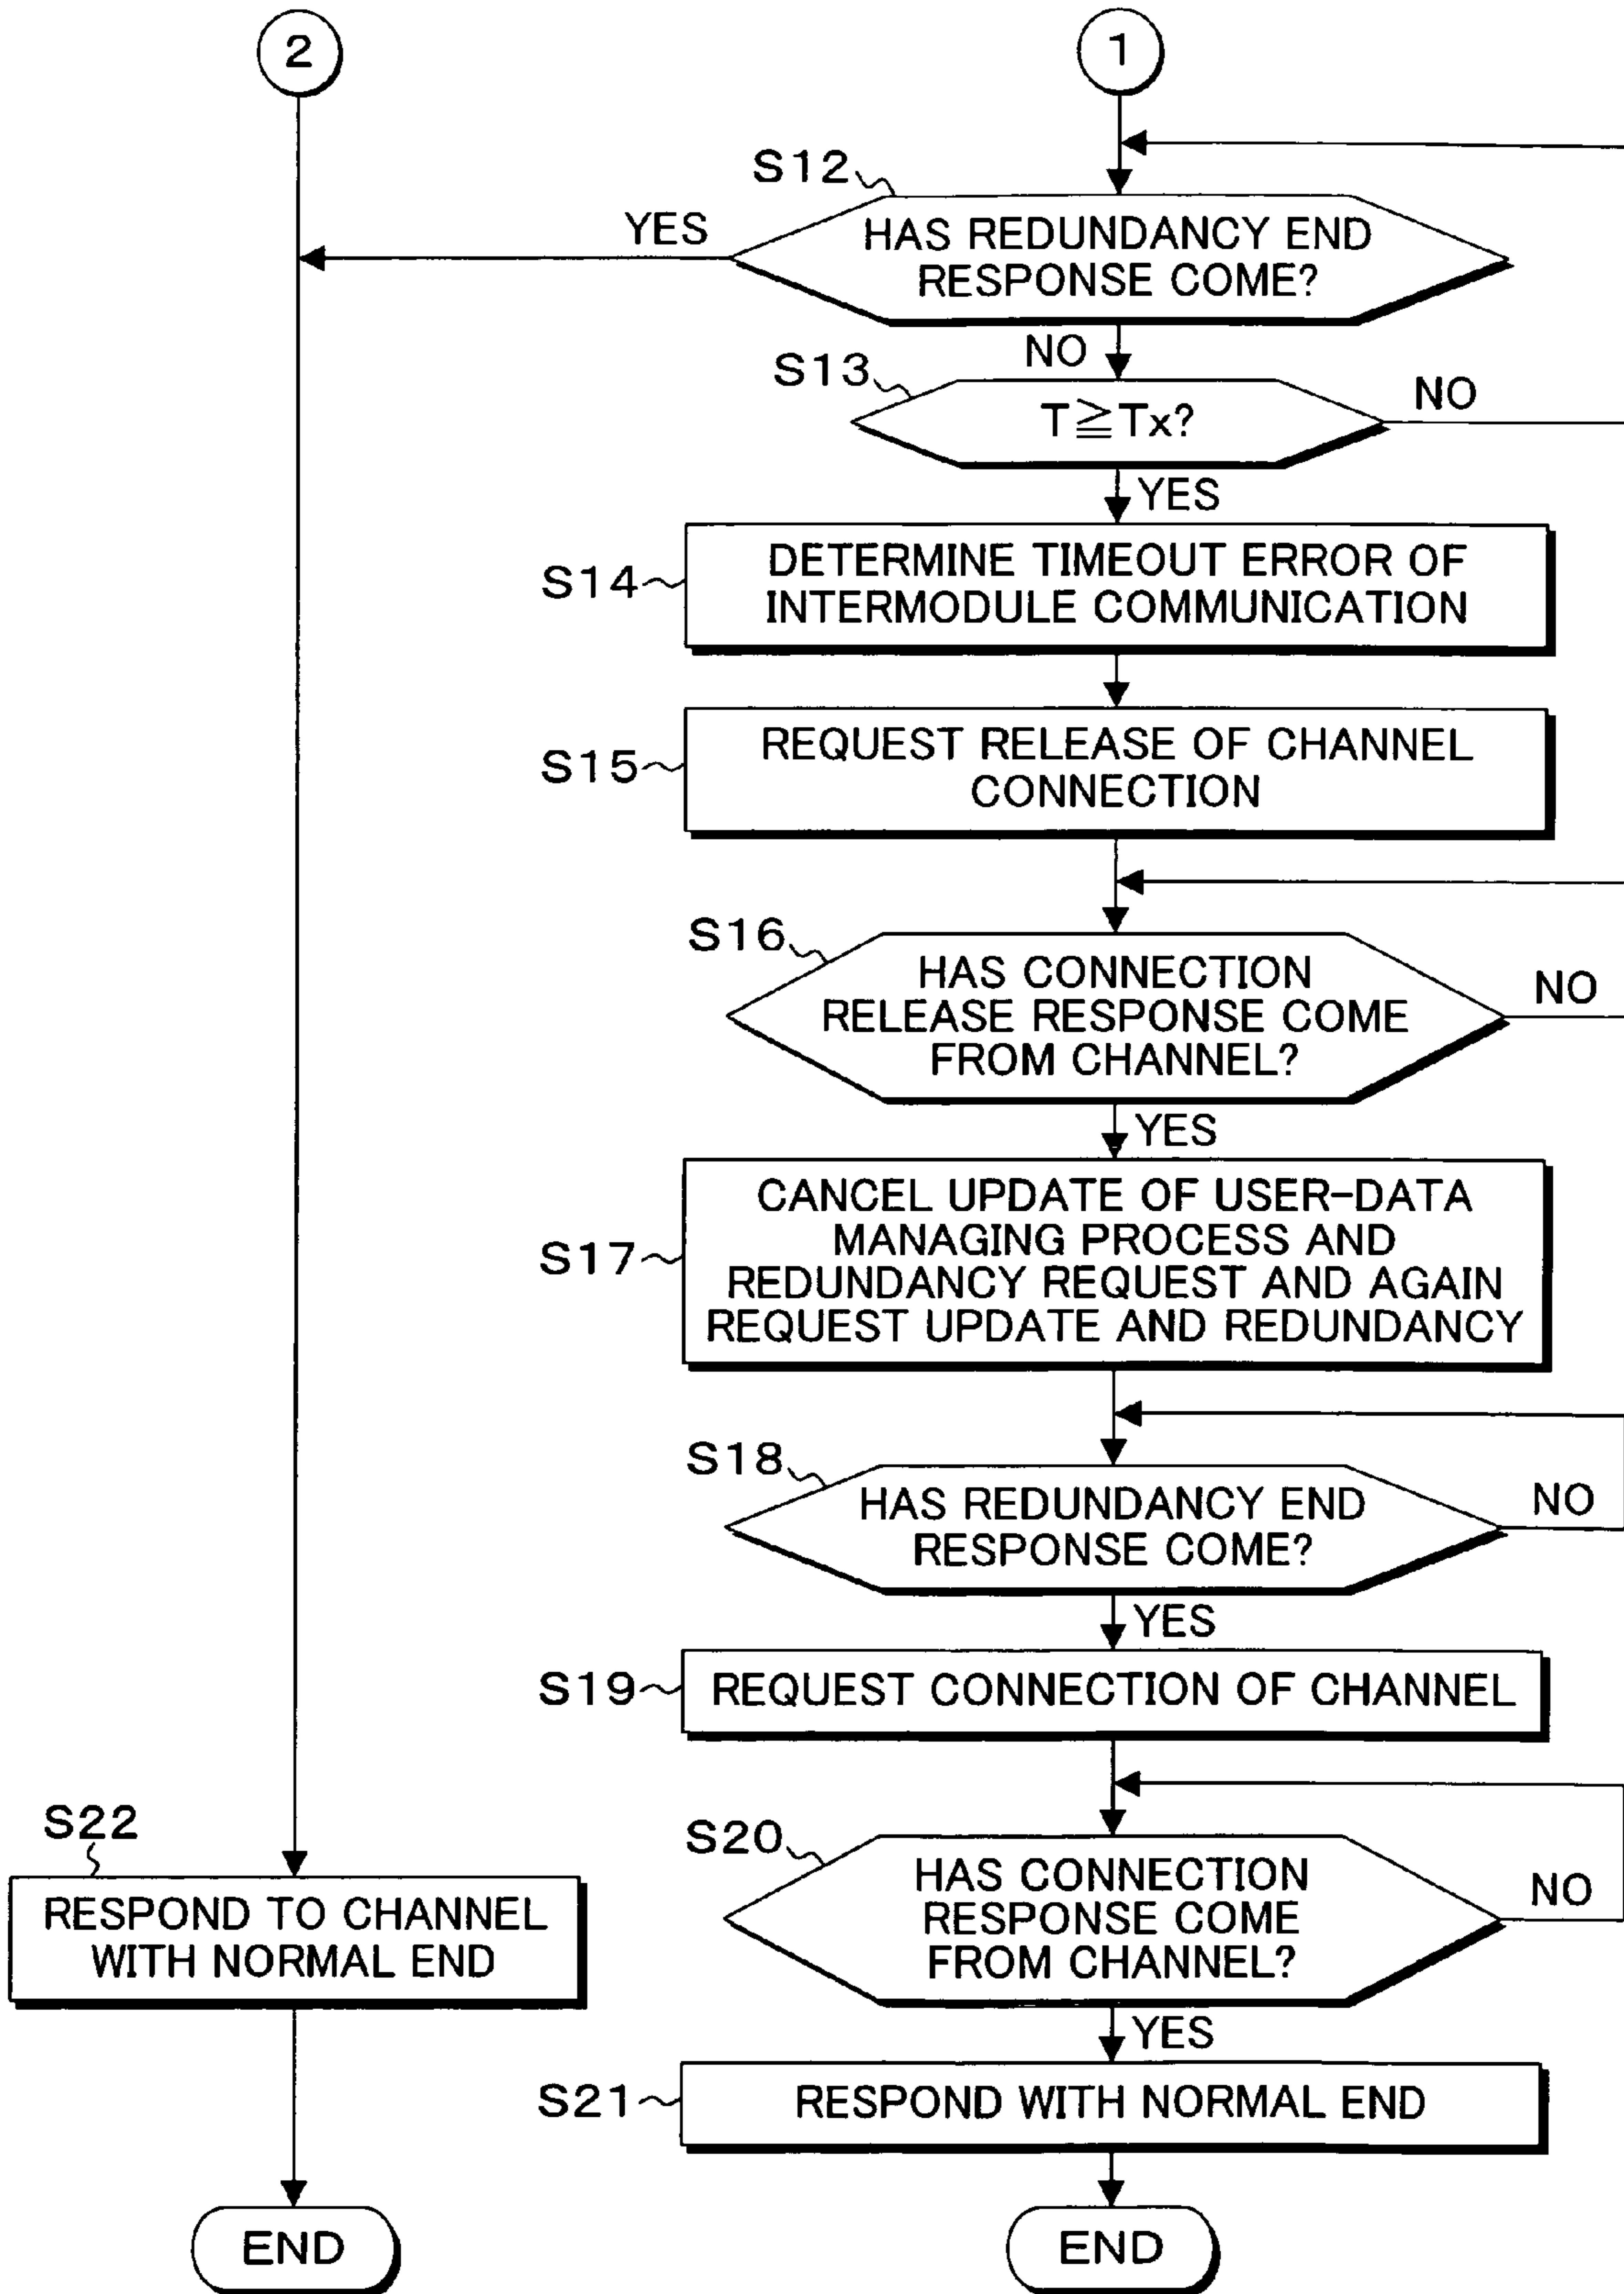 2
1
S12
YES
HAS REDUNDANCY END
RESPONSE COME?
NO
S13
T≧Tx?
NO
YES
S14
DETERMINE TIMEOUT ERROR OF
INTERMODULE COMMUNICATION
S15
REQUEST RELEASE OF CHANNEL
CONNECTION
S16
HAS CONNECTION
RELEASE RESPONSE COME
FROM CHANNEL?
NO
YES
S17
CANCEL UPDATE OF USER-DATA
MANAGING PROCESS AND
REDUNDANCY REQUEST AND AGAIN
REQUEST UPDATE AND REDUNDANCY
S18
HAS REDUNDANCY END
RESPONSE COME?
NO
YES
S19
REQUEST CONNECTION OF CHANNEL
S22
RESPOND TO CHANNEL
WITH NORMAL END
S20
HAS CONNECTION
RESPONSE COME
FROM CHANNEL?
NO
YES
S21
RESPOND WITH NORMAL END
END
END